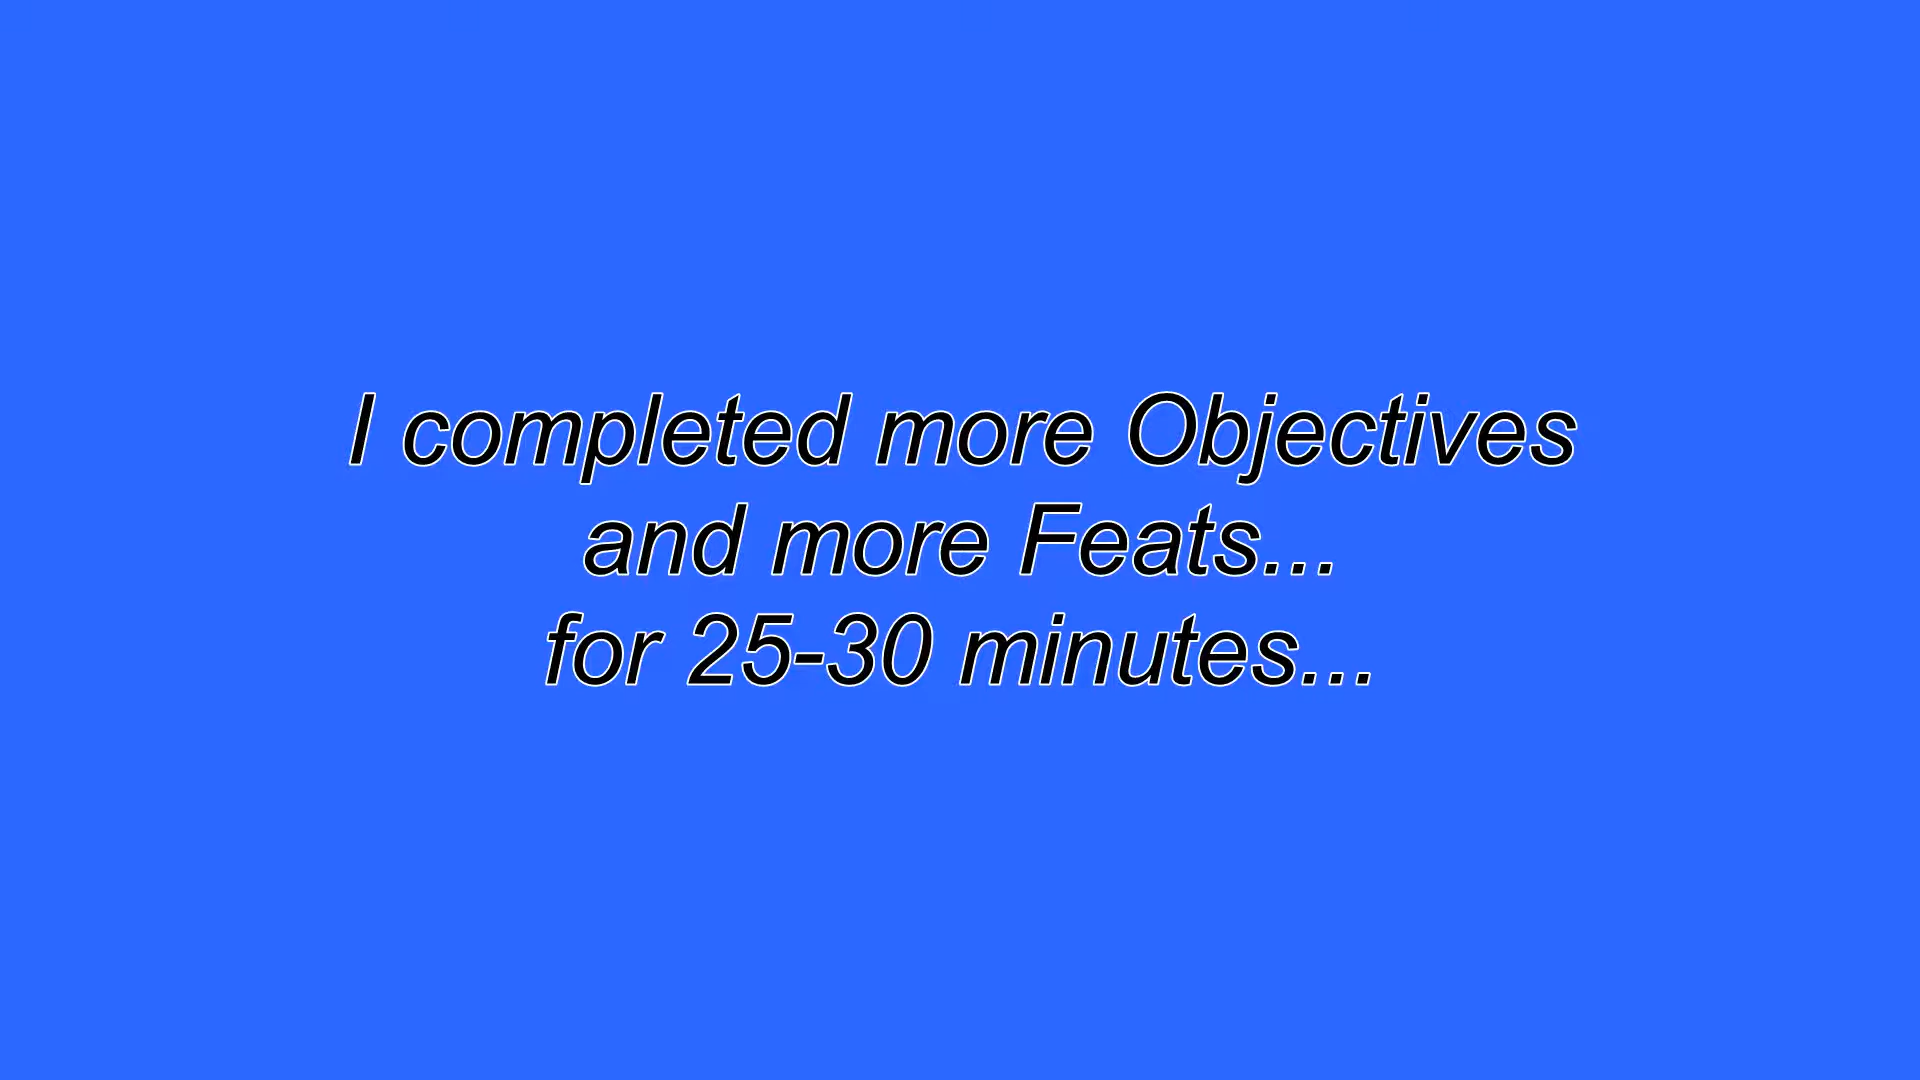 I completed more Objectives
and more Feats...
for 25-30 minutes...